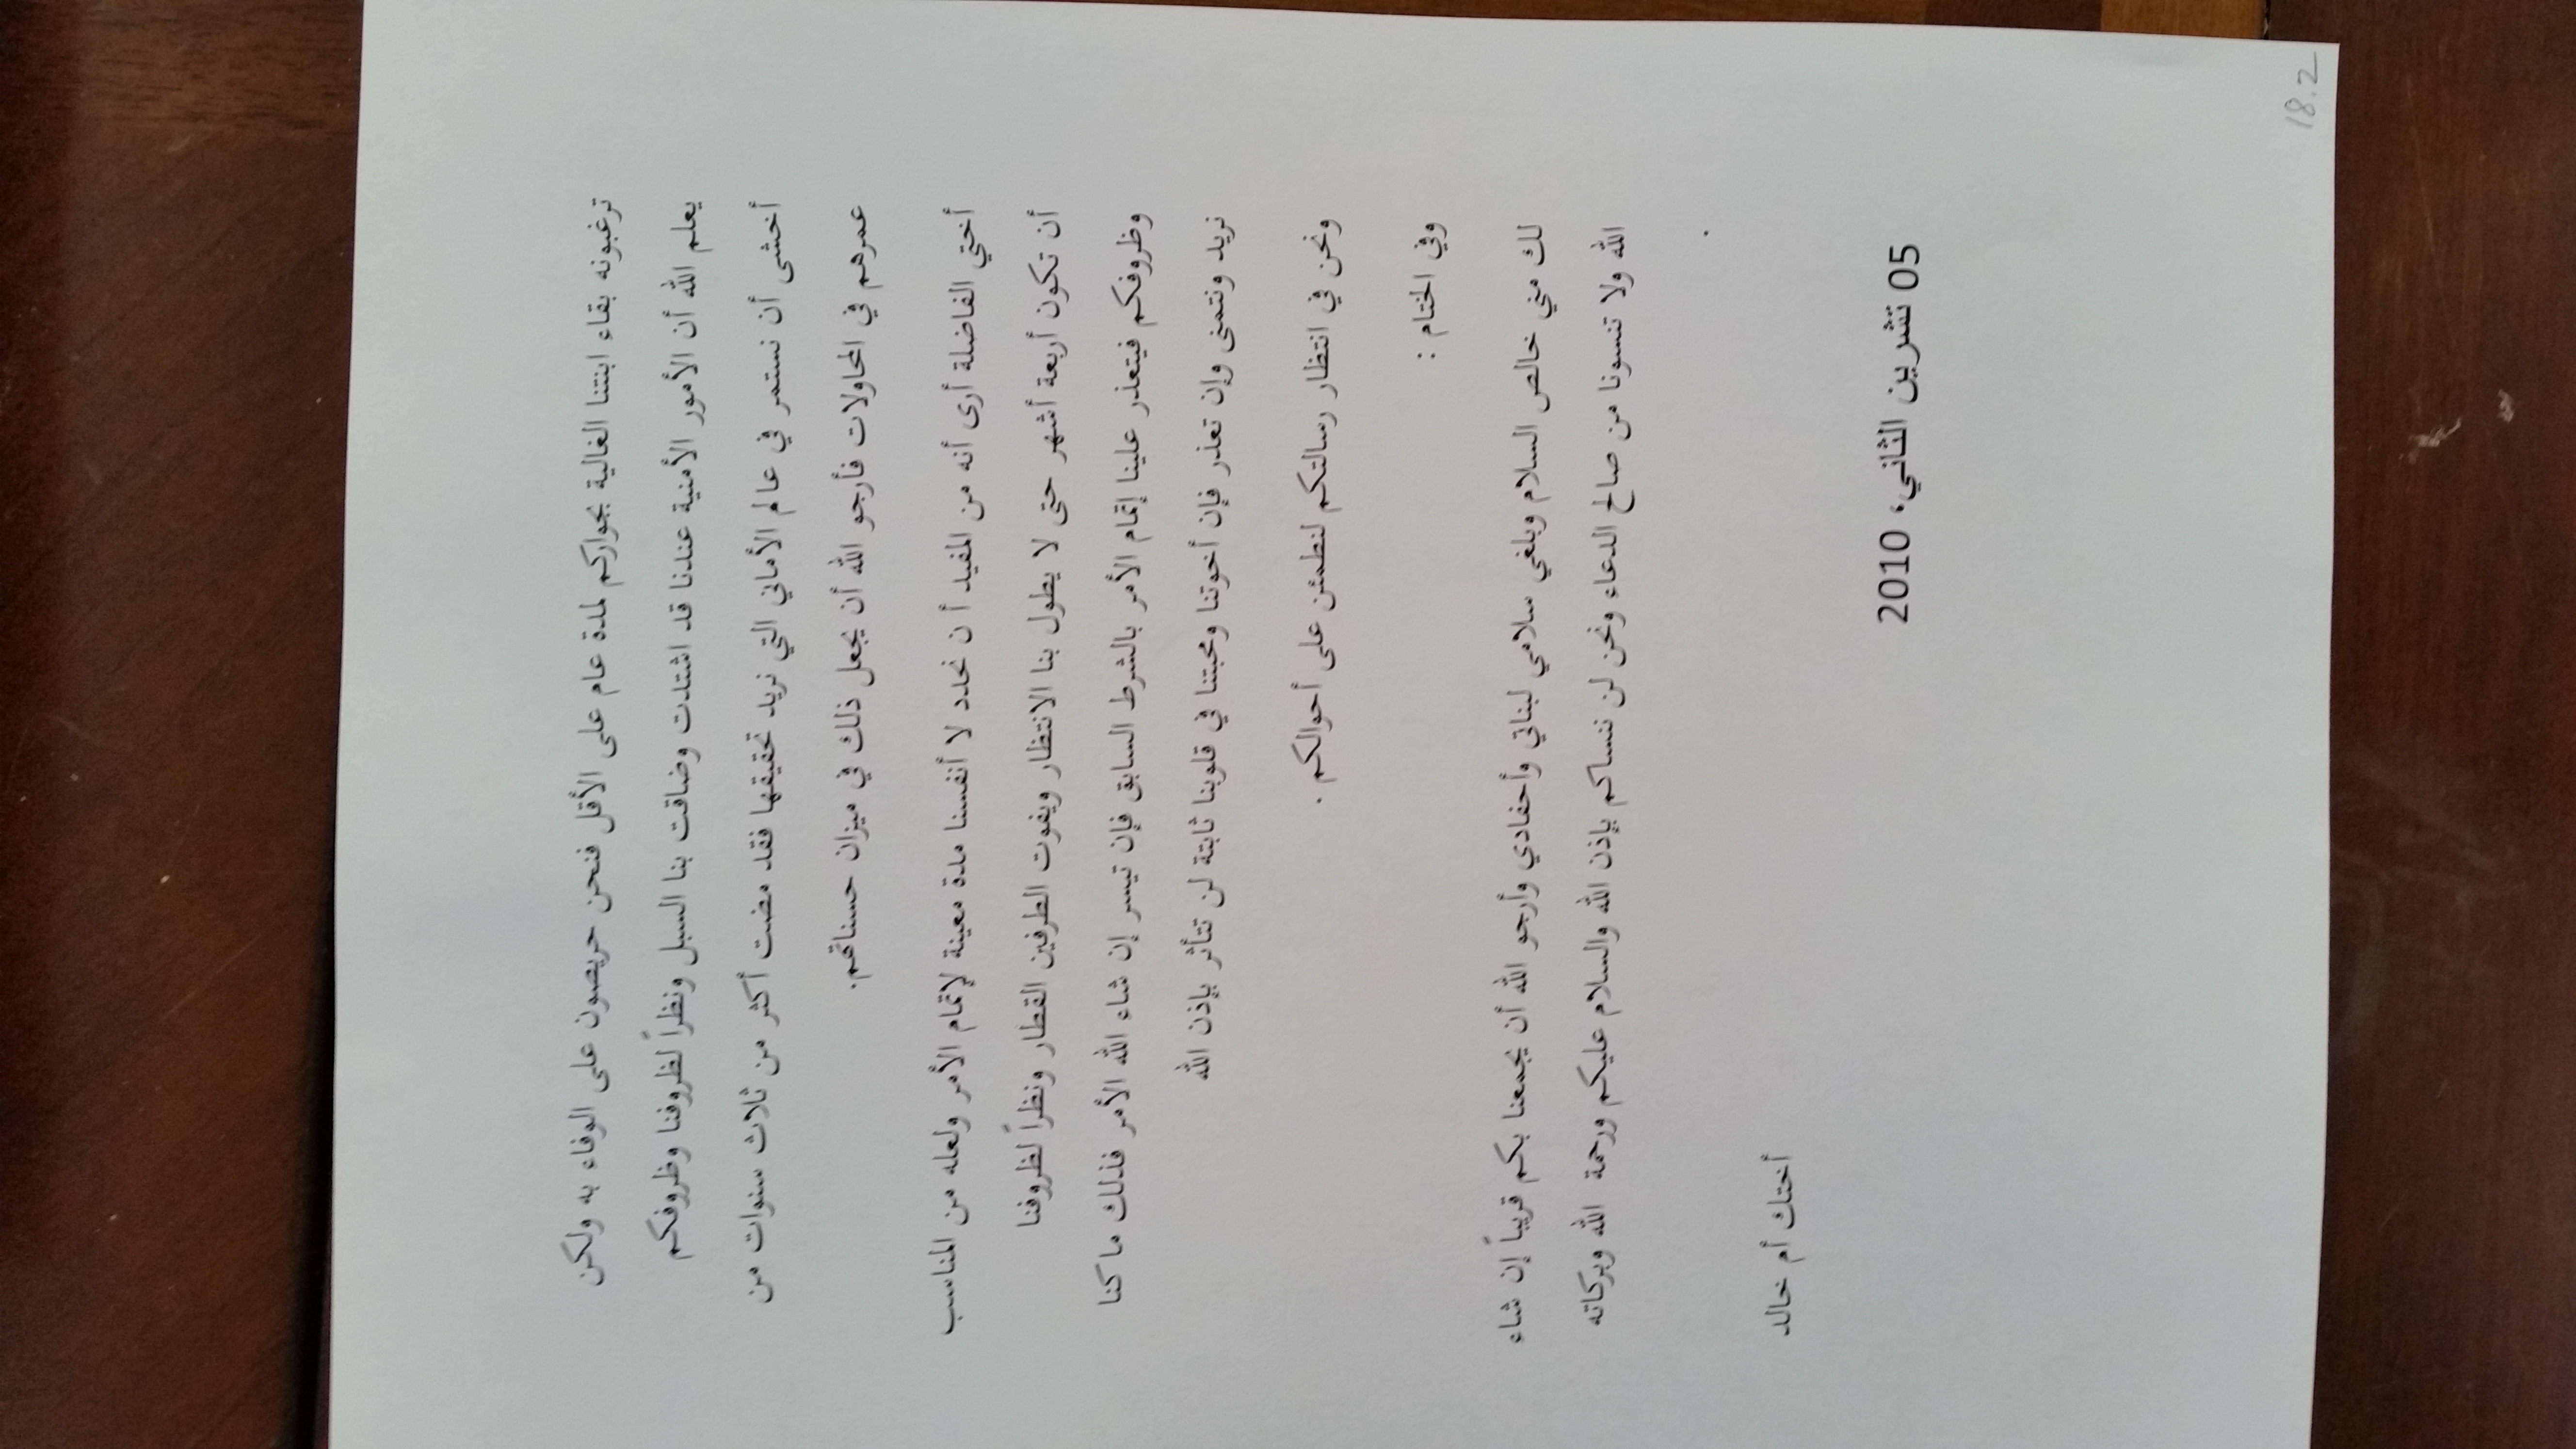 ترغبونه بقاء ابنتنا الغالية بجواركم لمدة عام على الأقل فنحن حريصون على الوفاء به ولكن
يعلم الله أن الأمور الأمنية عندنا قد اشتدت وضاقت بنا السبل ونظراً لظروفنا وظروفكم
أخشى أن نستمر في عالم الأماني التي نريد تحقيقها فقد مضت أكثر من ثلاث سنوات من
عمرهم في المحاولات فأرجو الله أن يجعل ذلك في ميزان حسناتهم.
أختي الفاضلة أرى أنه من المفيد أ ن نحدد لا أنفسنا مدة معينة لإتمام الأمر ولعله من المناسب
أن تكون أربعة أشهر حتى لا يطول بنا الانتظار ويفوت الطرفين القطار ونظراً لظروفنا
وظروفكم فيتعذر علينا إتمام الأمر بالشرط السابق فإن تيسر إن شاء الله الأمر فذلك ما كنا
نريد ونتمنى وإن تعذر فإن أخوتنا ومحبتنا في قلوبنا ثابتة لن تتأثر بإذن الله
ونحن في انتظار رسالتكم لنطمئن على أحوالكم .
وفي الختام :
لك مني خالص السلام وبلغي سلامي لبناتي وأحفادي وأرجو الله أن يجمعنا بكم قريباً إن شاء
الله ولا تنسونا من صالح الدعاء ونحن لن ننساكم بإذن الله والسلام عليكم ورحمة الله وبركاته
.
أختك أم خالد
05 تشرين الثاني، 2010
18.2